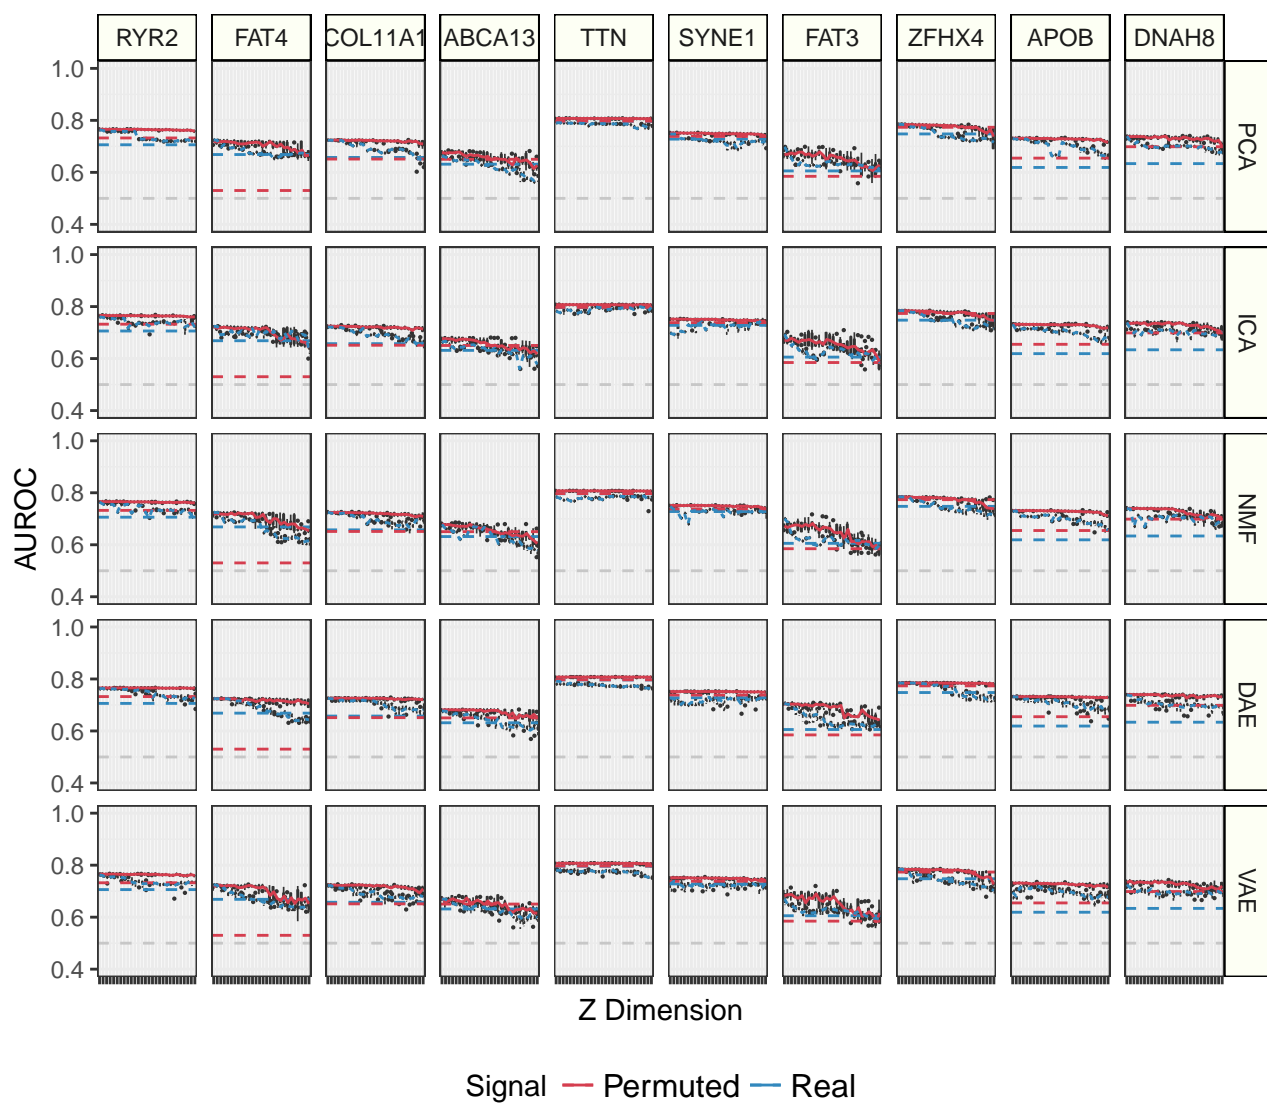 RYR2 FAT4 COL11A1 ABCA13 TTN SYNE1 FAT3 ZFHX4 APOB DNAH8
1.0
0.8
0.6
0.4
PCA
1.0
0.8
0.6
0.4
ICA
1.0
0.8
0.6
0.4
NMF
1.0
0.8
0.6
0.4
DAE
1.0
0.8
0.6
0.4
VAE
AUROC
Z Dimension
Signal Permuted Real